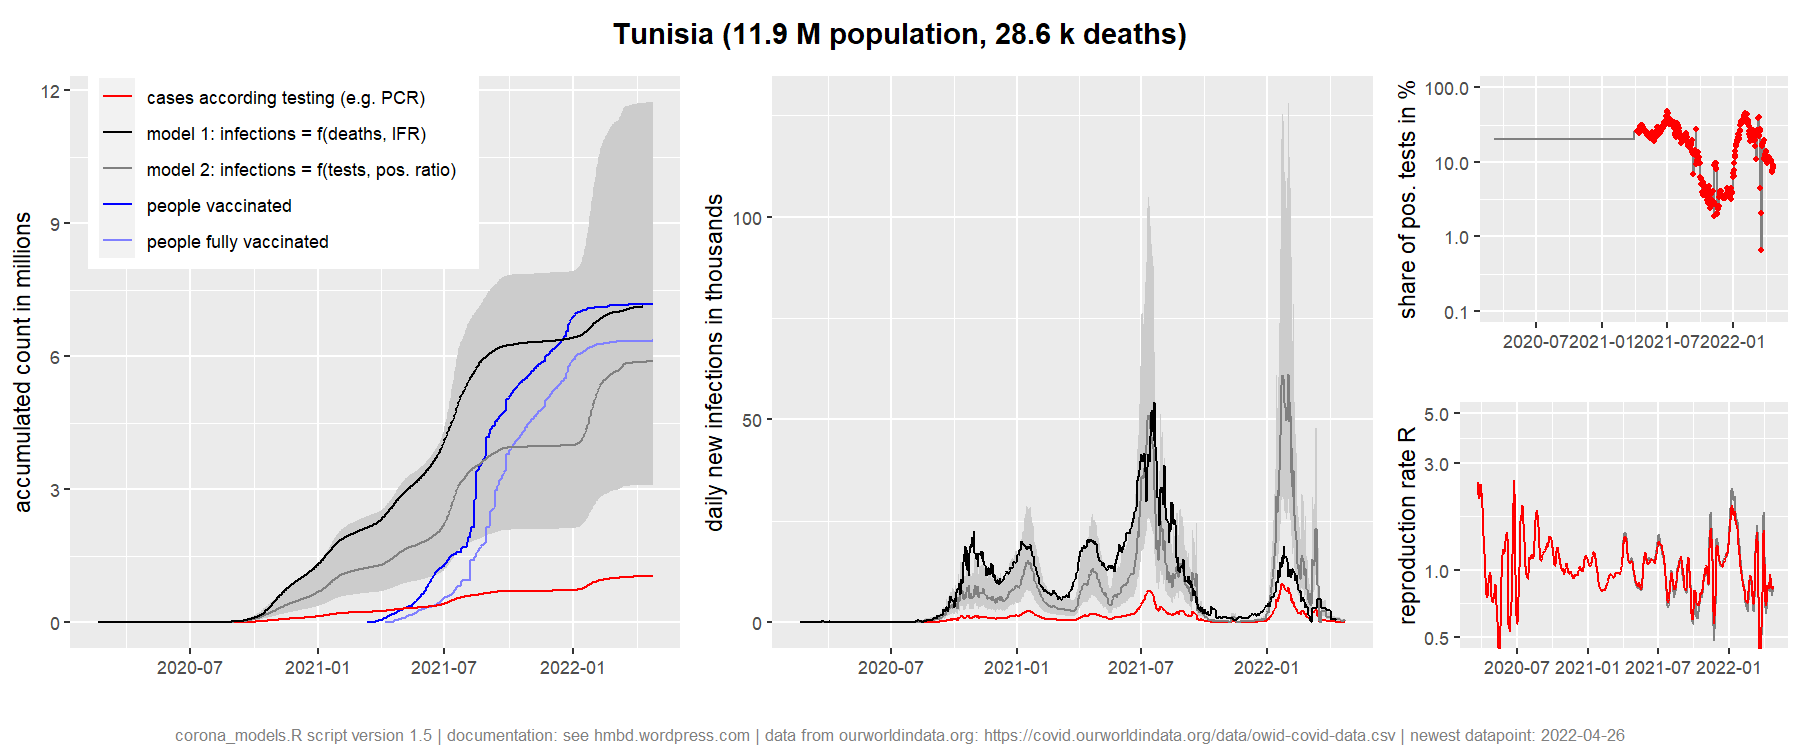 Tunisia (11.9 M population, 28.6 k deaths)
accumulated count in millions
12
9
6
3
0
cases according testing (e.g. PCR)
model 1: infections = f(deaths, IFR)
model 2: infections = f(tests, pos. ratio)
people vaccinated
people fully vaccinated
2020-07
2021-01
2021-07
2022-01
daily new infections in thousands
100
50
0
2020-07
2021-01
2021-07
2022-01
share of pos. tests in %
100.0
10.0
1.0
0.1
2020-07
2021-01
2021-07
2022-01
reproduction rate R
5.0
3.0
1.0
0.5
2020-07
2021-01
2021-07
2022-01
corona_models.R script version 1.5 | documentation: see hmbd.wordpress.com | data from ourworldindata.org: https://covid.ourworldindata.org/data/owid-covid-data.csv | newest datapoint: 2022-04-26